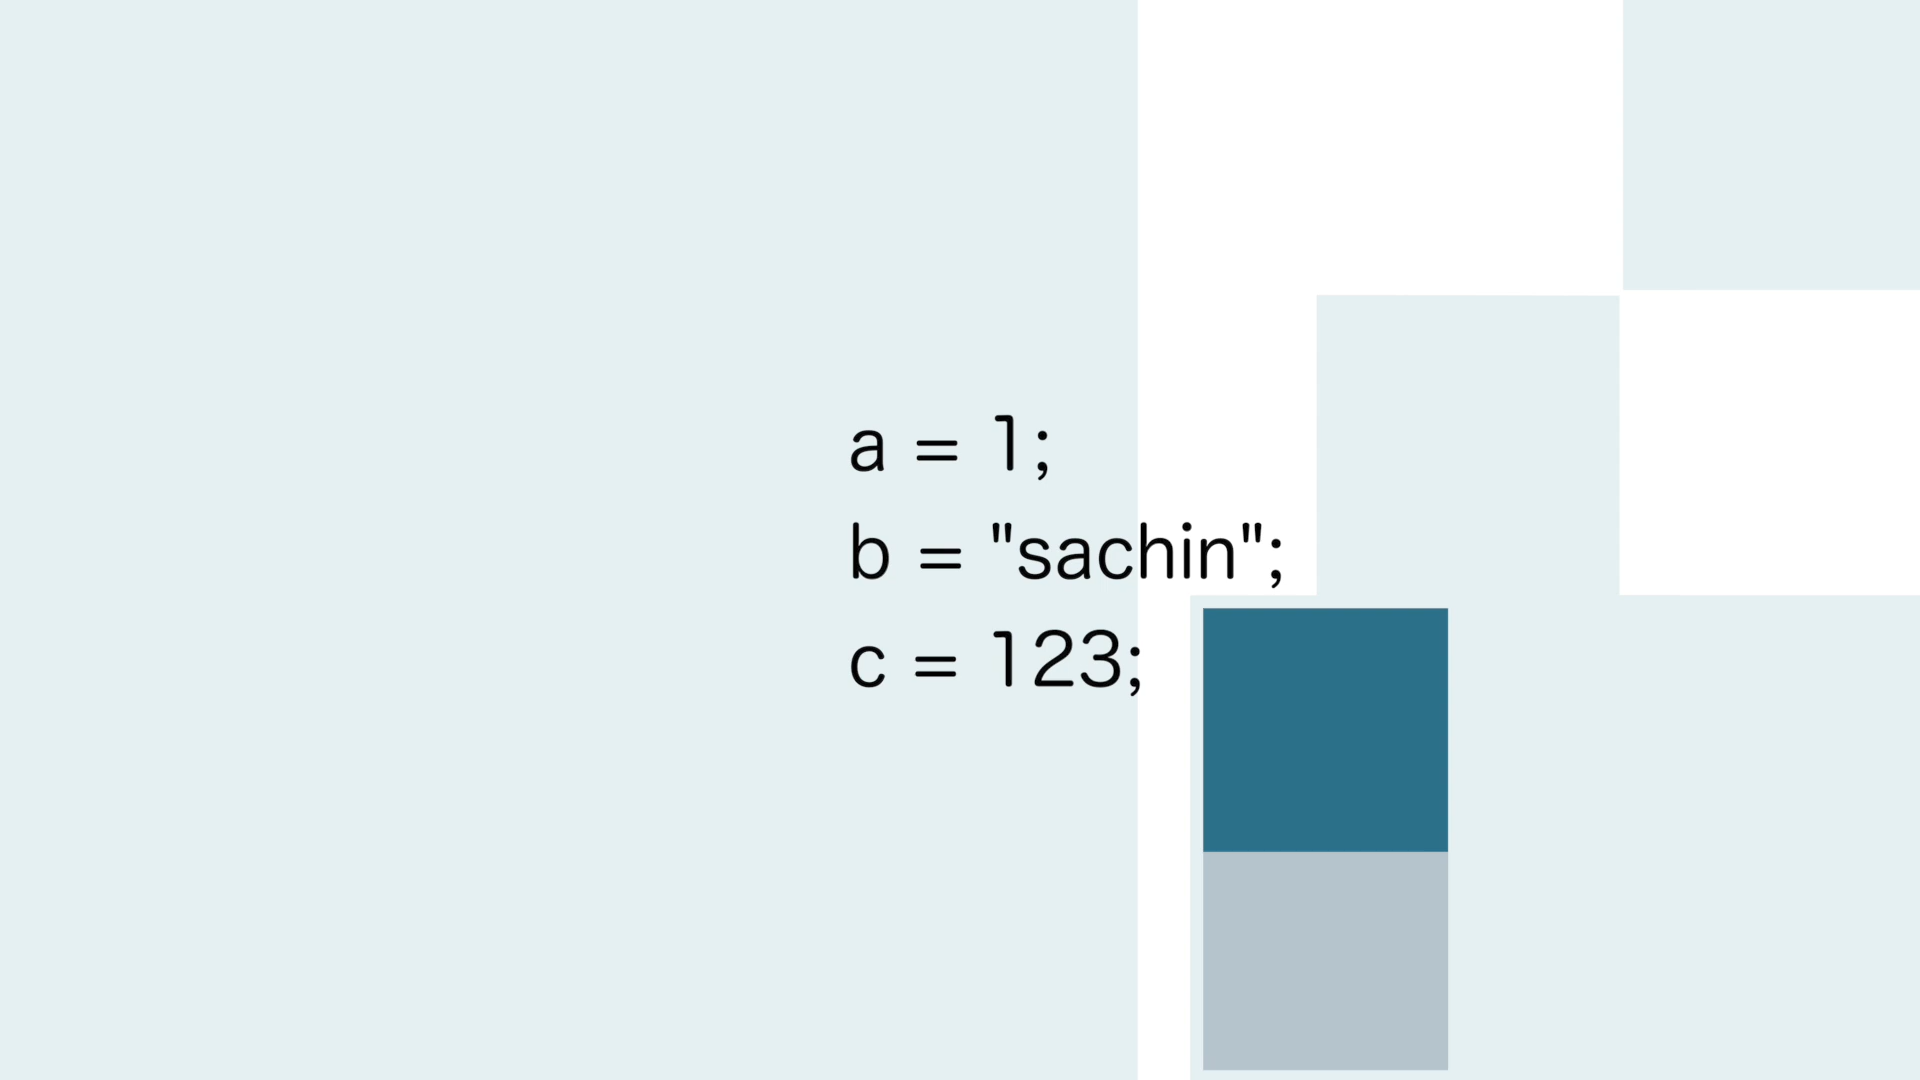 a = 1;
b = "sachin";
c = 123;